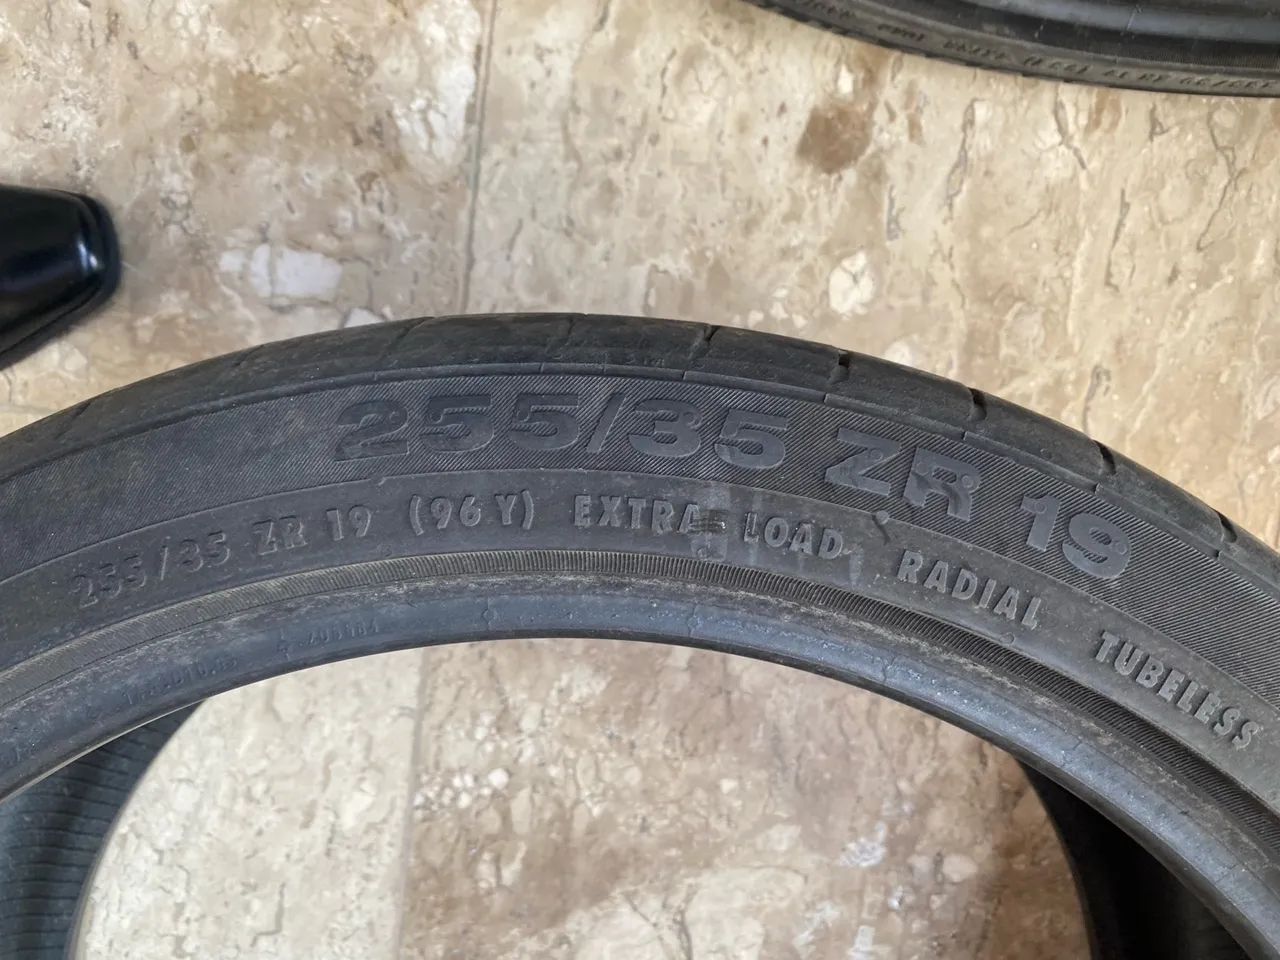 255/35 ZR 19
255/35 ZR 19 (96 Y) EXTRA LOAD RADIAL TUBELESS